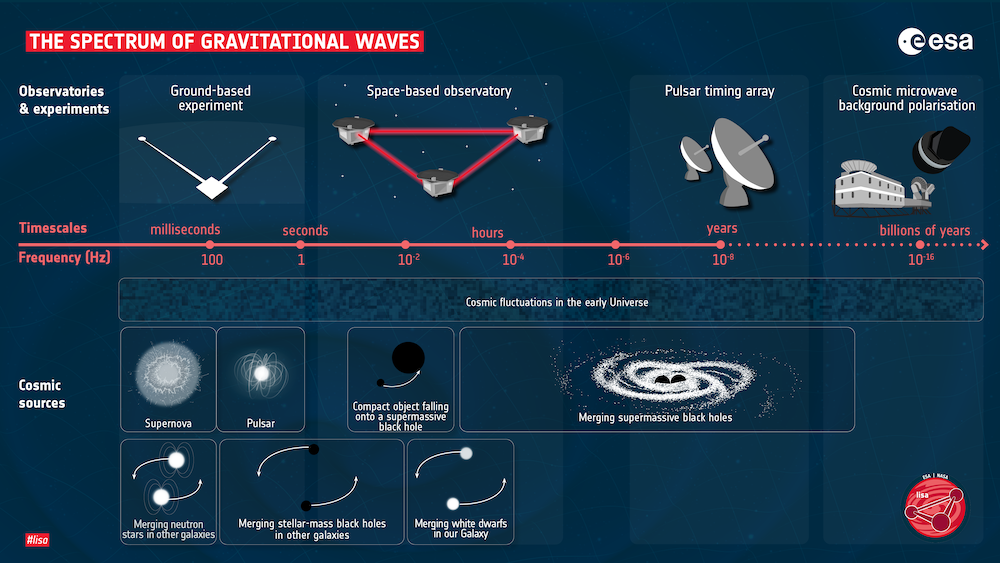 THE SPECTRUM OF GRAVITATIONAL WAVES
esa
Observatories
& experiments
Ground-based
experiment
Space-based observatory
Pulsar timing array
Cosmic microwave
background polarisation
Timescales
milliseconds
seconds
hours
years
billions of years
Frequency (Hz)
100
1
10⁻²
10⁻⁴
10⁻⁶
10⁻⁸
10⁻¹⁶
Cosmic fluctuations in the early Universe
Cosmic
sources
Supernova
Pulsar
Compact object falling
onto a supermassive
black hole
Merging supermassive black holes
Merging neutron
stars in other galaxies
Merging stellar-mass black holes
in other galaxies
Merging white dwarfs
in our Galaxy
ESA | NASA
lisa
#lisa